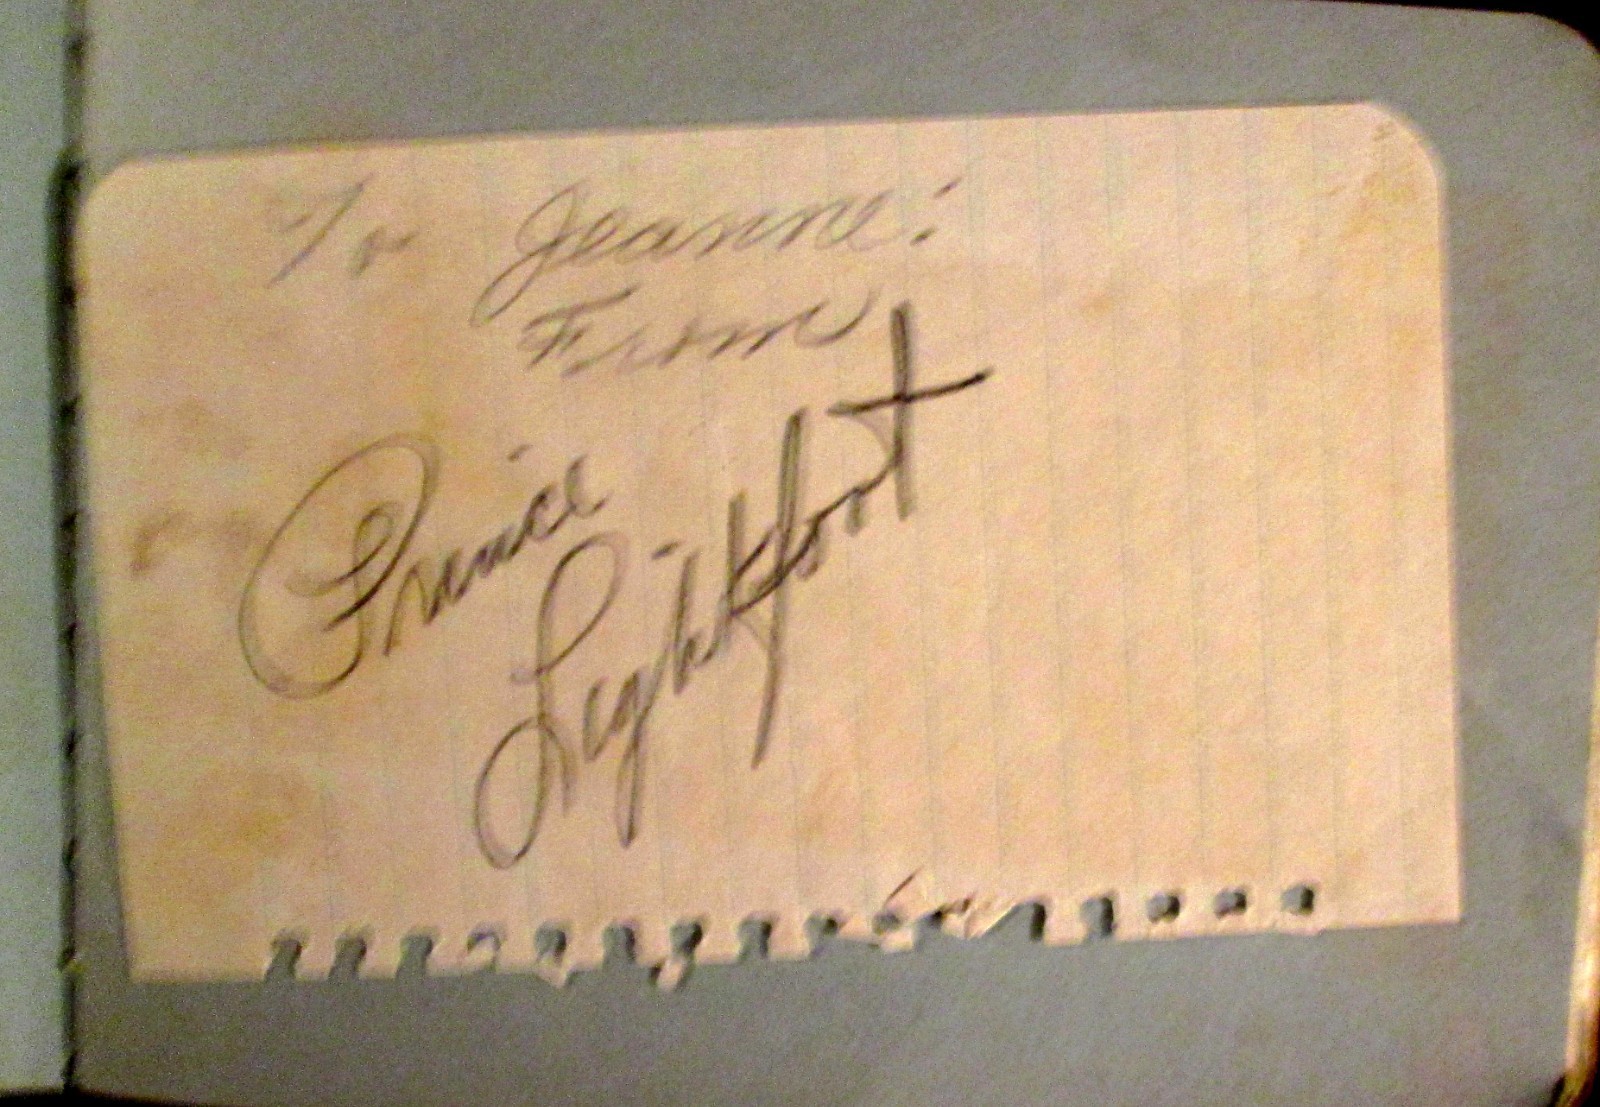 To Jeanne:
From
Prince
Lightfoot